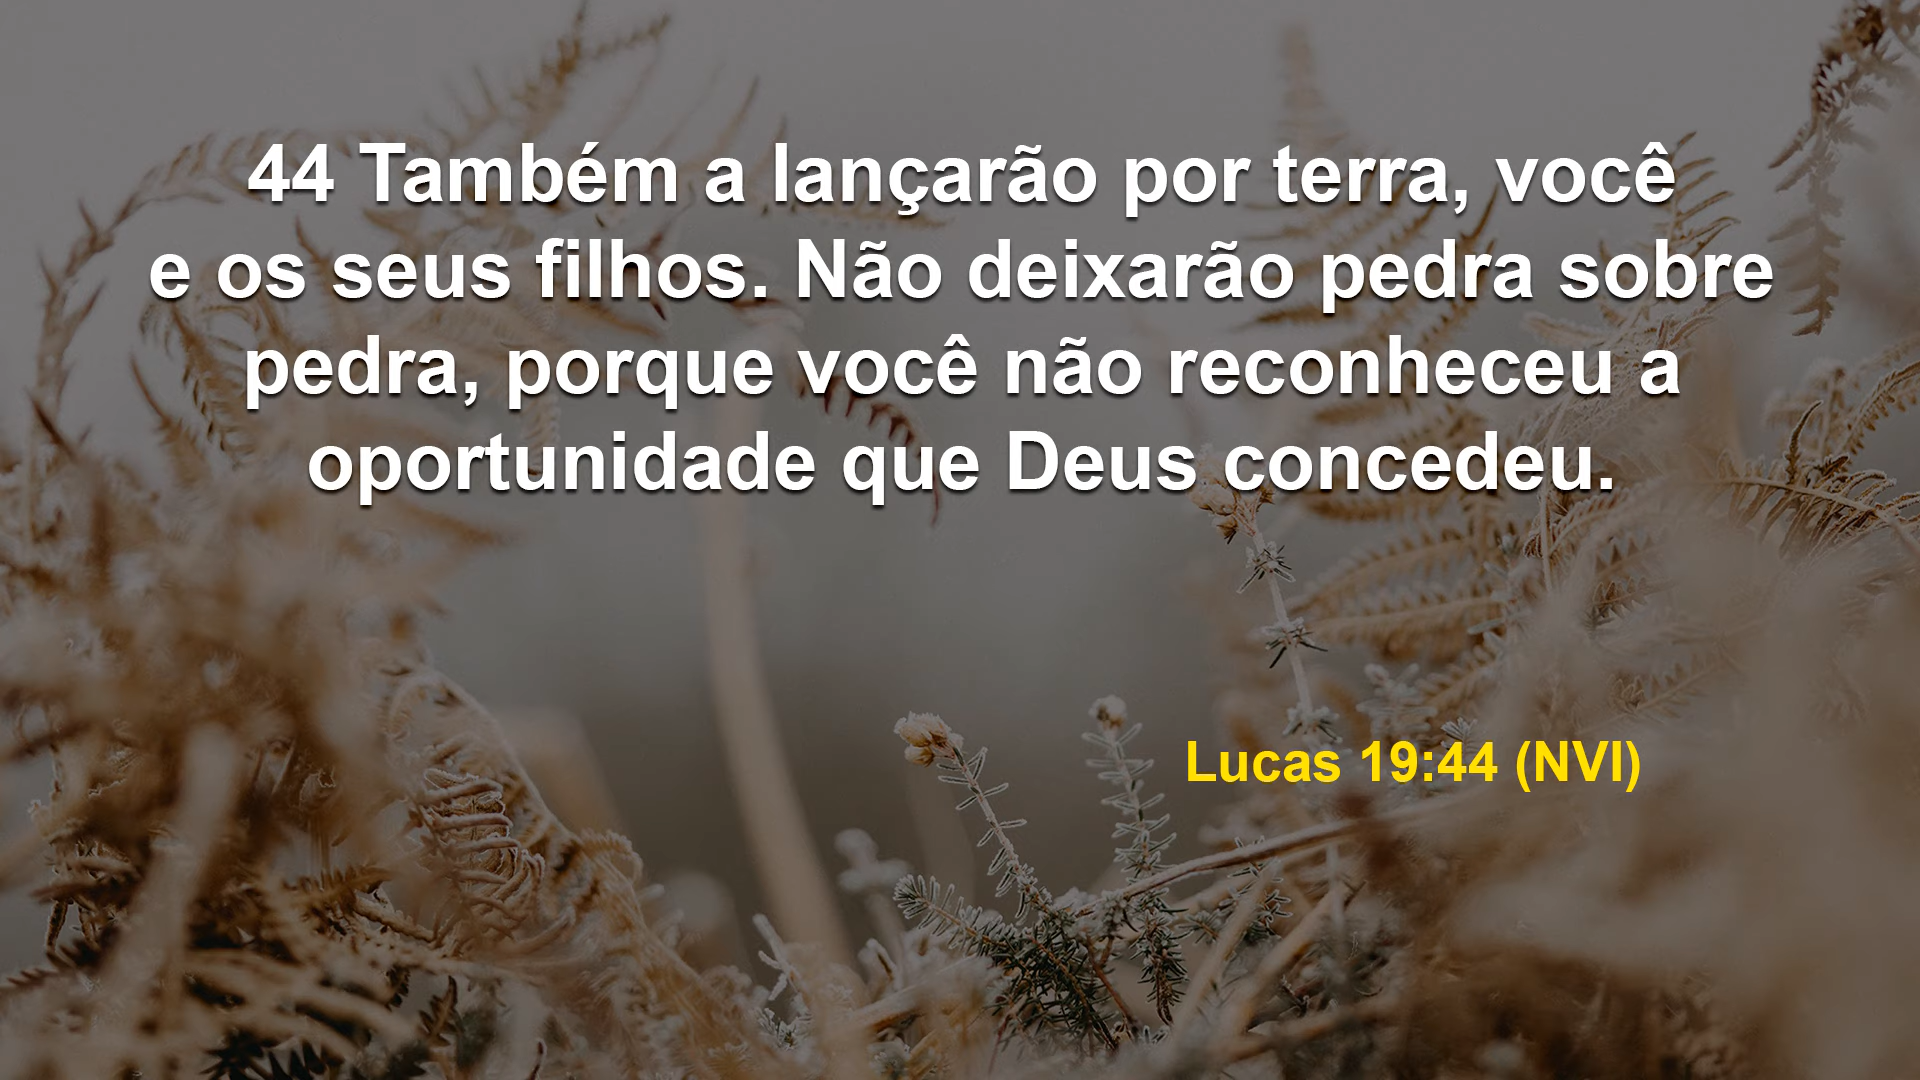 44 Também a lançarão por terra, você
e os seus filhos. Não deixarão pedra sobre
pedra, porque você não reconheceu a
oportunidade que Deus concedeu.
Lucas 19:44 (NVI)